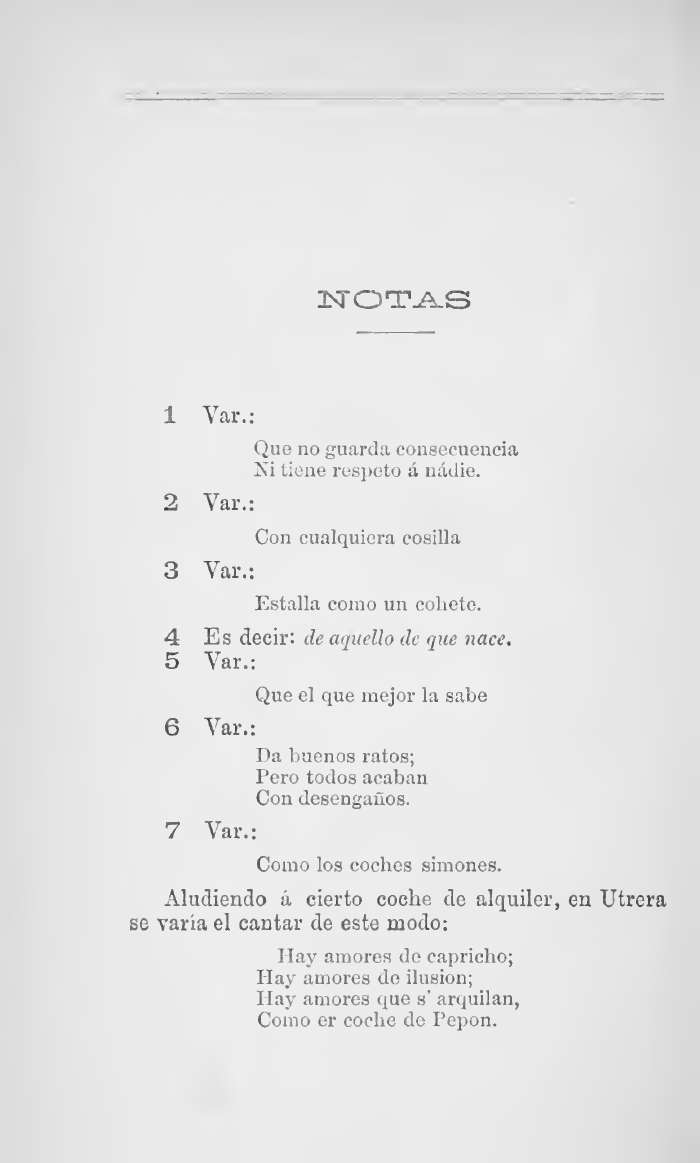 NOTAS
1 Var.:
Que no guarda consecuencia
Ni tiene respeto á nádie.
2 Var.:
Con cualquiera cosilla
3 Var.:
Estalla como un cohete.
4 Es decir: de aquello de que nace.
5 Var.:
Que el que mejor la sabe
6 Var.:
Da buenos ratos;
Pero todos acaban
Con desengaños.
7 Var.:
Como los coches simones.
Aludiendo á cierto coche de alquiler, en Utrera
se varía el cantar de este modo:
Hay amores de capricho;
Hay amores de ilusion;
Hay amores que s' arquilan,
Como er coche de Pepon.